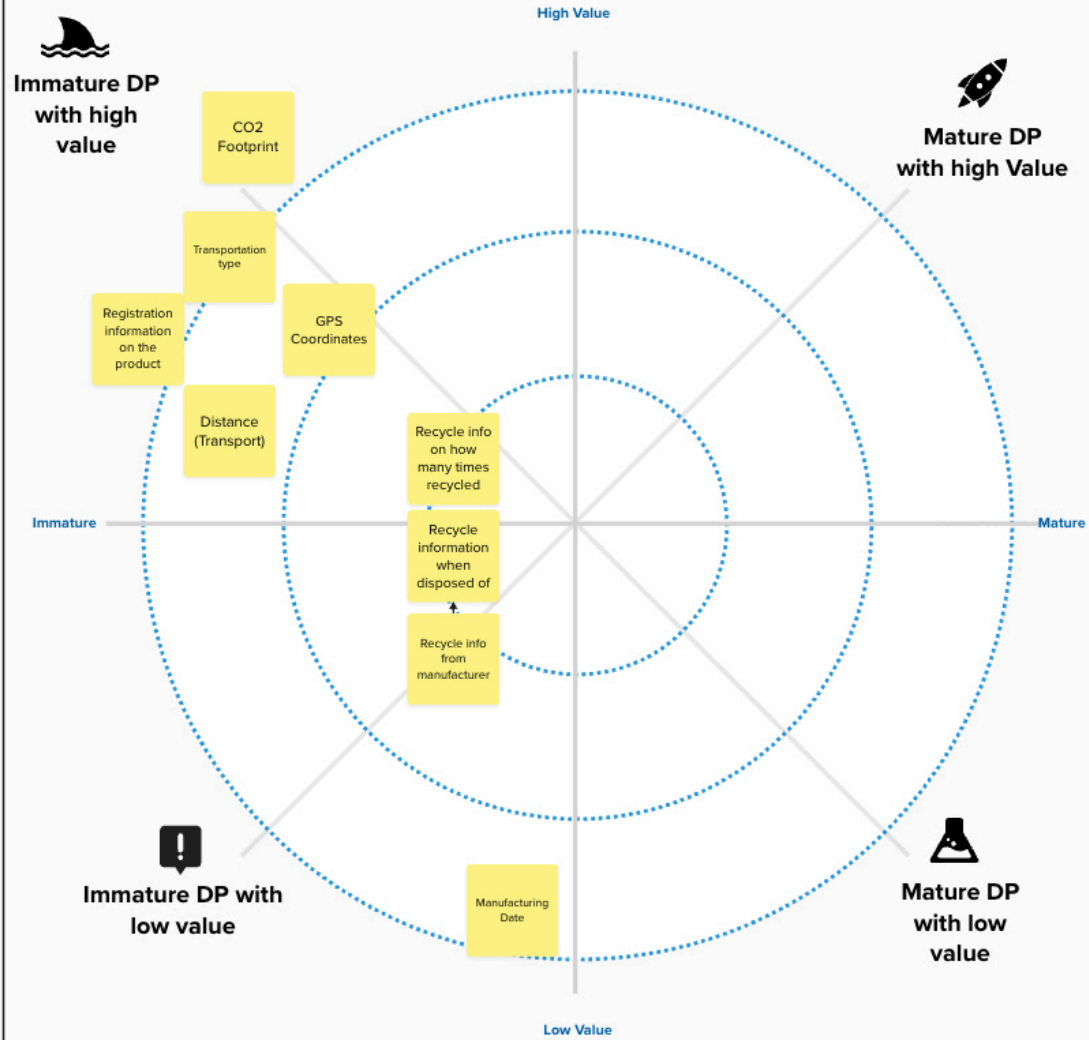 High Value
Immature DP
with high
value
Mature DP
with high Value
CO2
Footprint
Transportation
type
Registration
information
on the
product
GPS
Coordinates
Distance
(Transport)
Recycle info
on how
many times
recycled
Immature
Mature
Recycle
information
when
disposed of
Recycle info
from
manufacturer
Immature DP with
low value
Manufacturing
Date
Mature DP
with low
value
Low Value